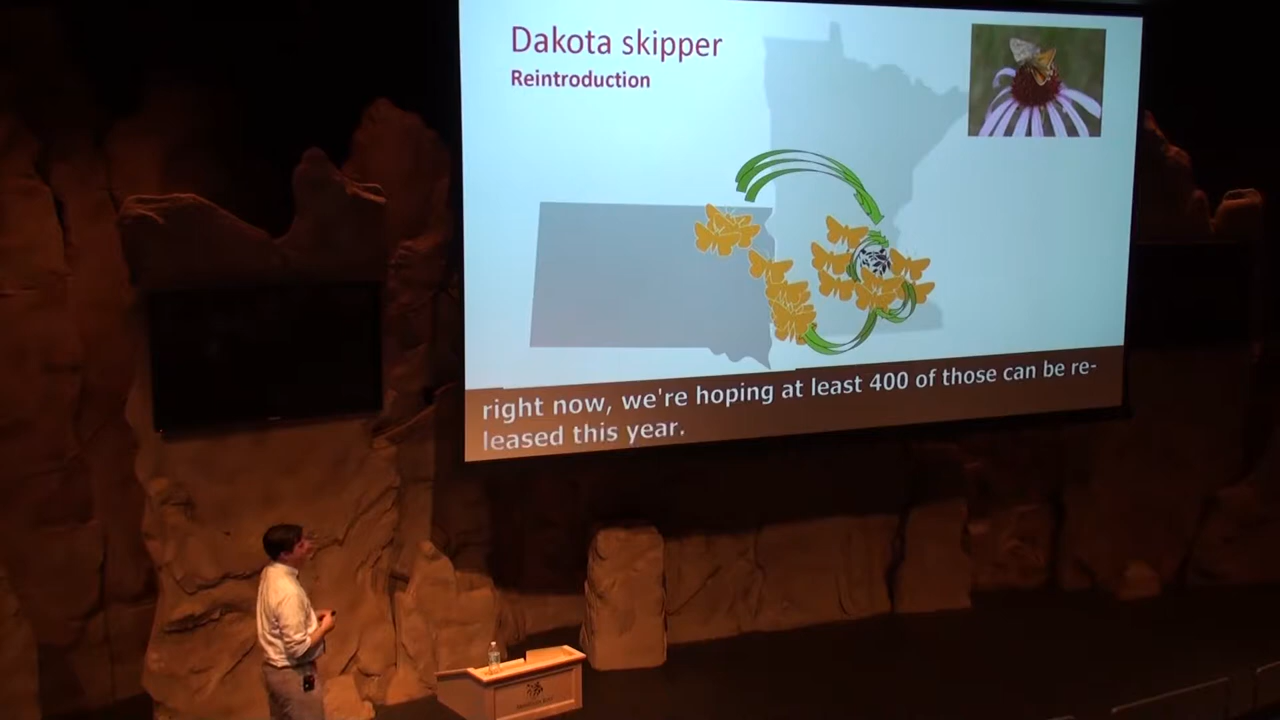 Dakota skipper
Reintroduction
right now, we're hoping at least 400 of those can be re-
leased this year.